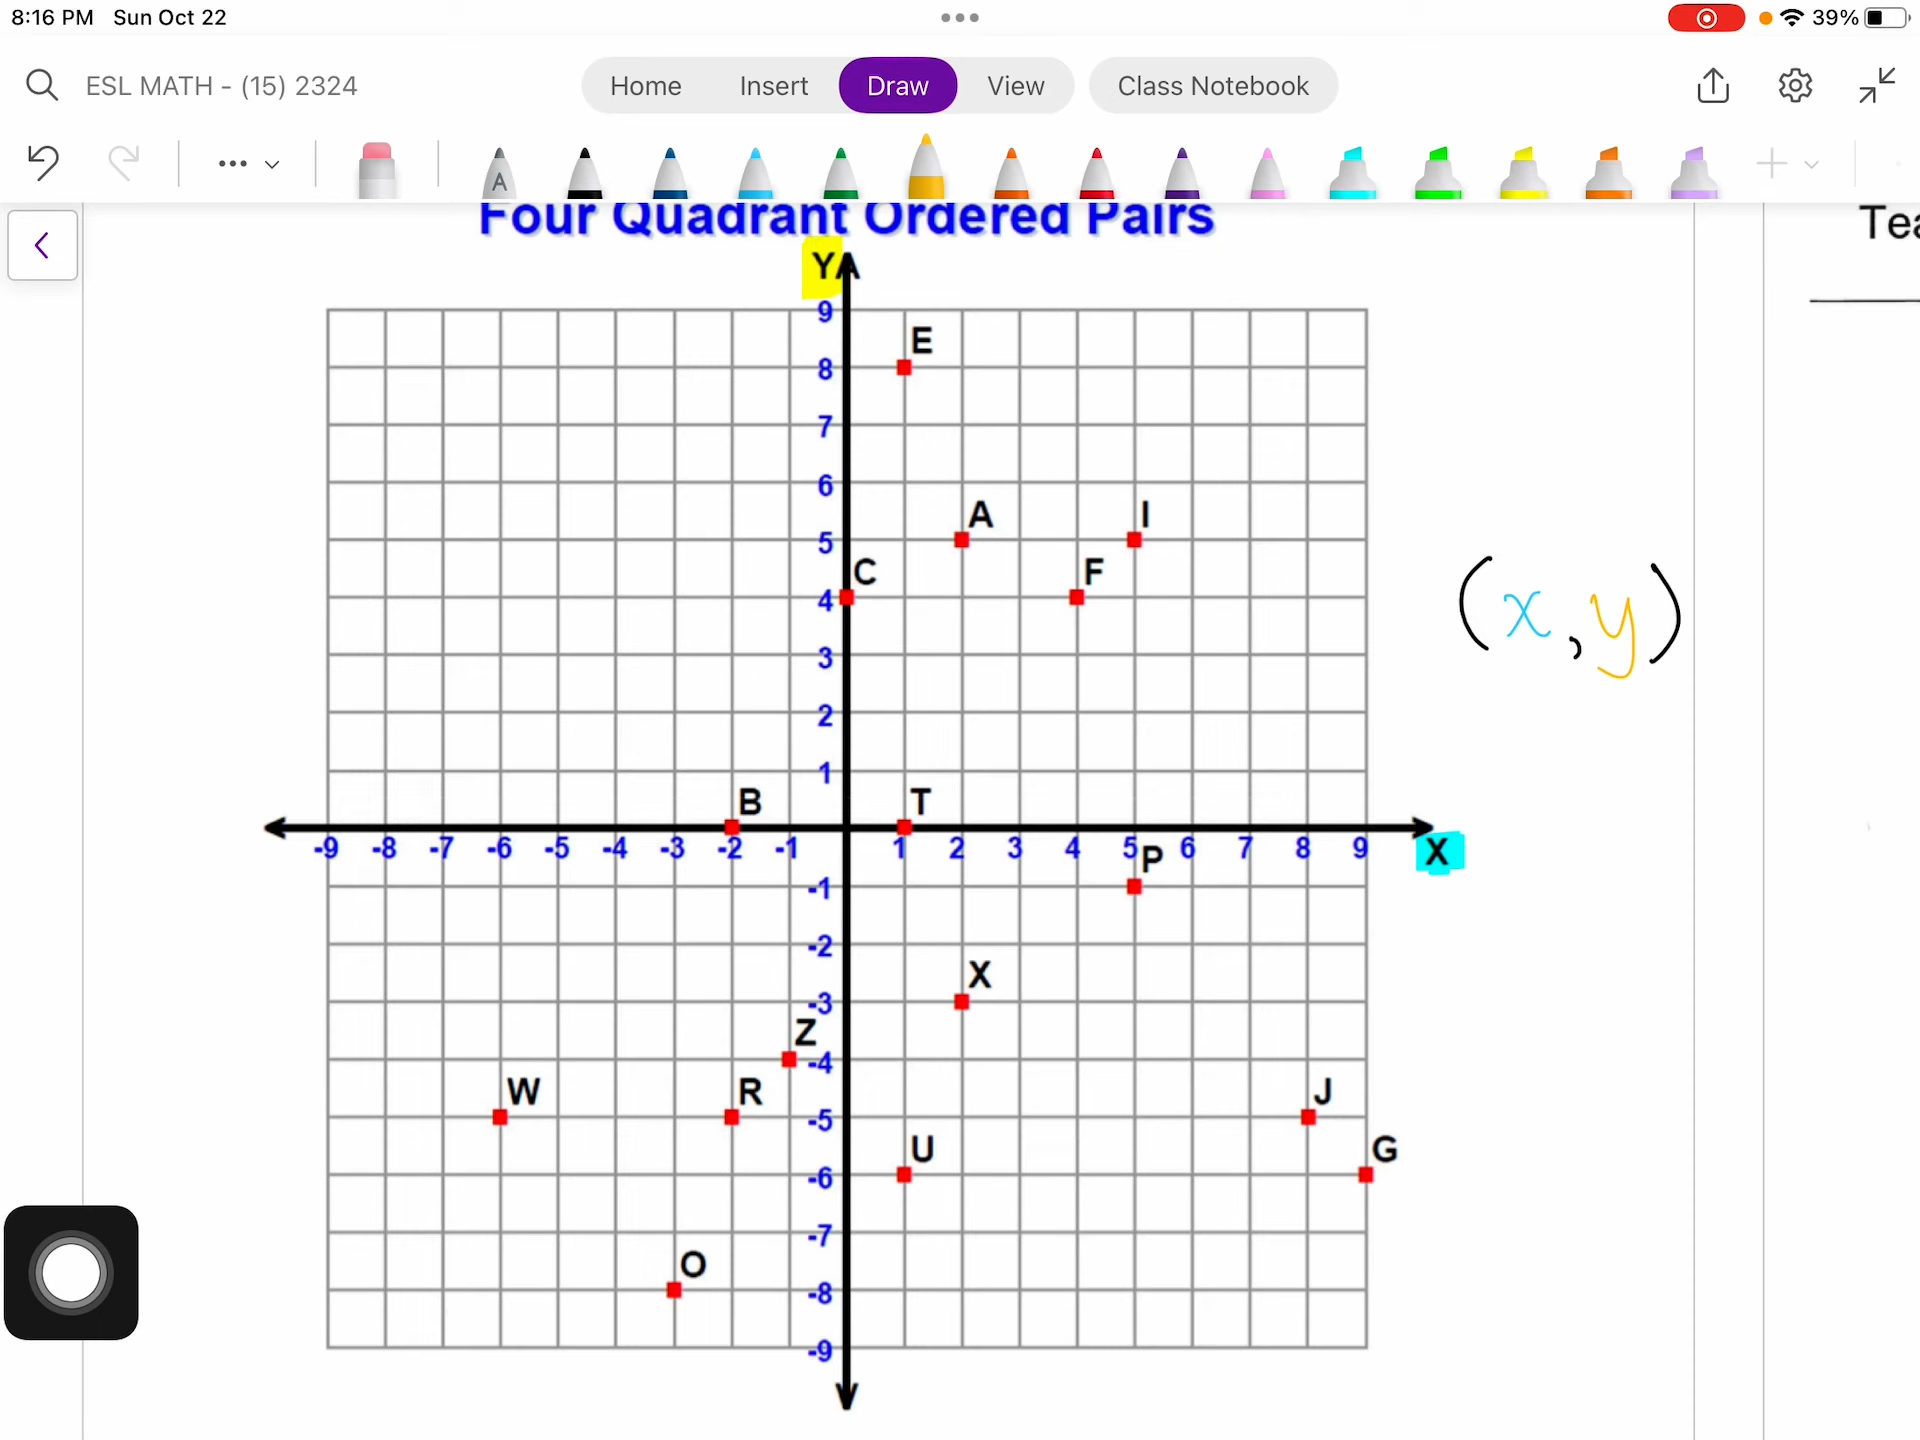 8:16 PM Sun Oct 22
39%
ESL MATH - (15) 2324
Home Insert Draw View Class Notebook
A
Four Quadrant Ordered Pairs
Tea
Y
9
E
8
7
6
A I
5
C F
4
(x,y)
3
2
1
B T
-9 -8 -7 -6 -5 -4 -3 -2 -1 1 2 3 4 5 6 7 8 9 X
P
-1
-2
X
-3
Z
-4
W R J
-5
U G
-6
-7
O
-8
-9